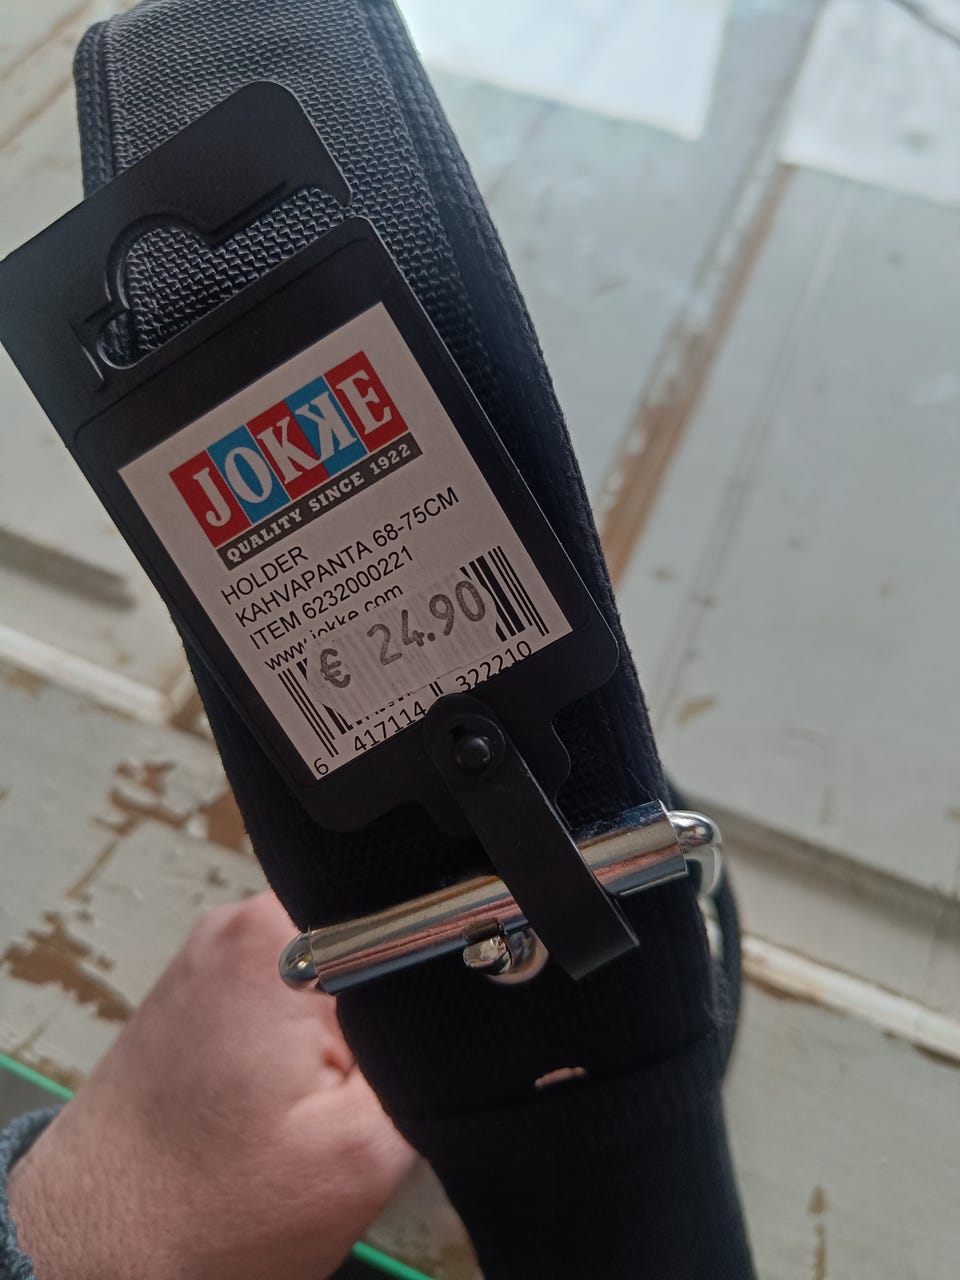 JOKKE
QUALITY SINCE 1922
HOLDER
KAHVAPANTA 68-75CM
ITEM 6232000221
www.jokke.com
€ 24.90
6 417114 322210